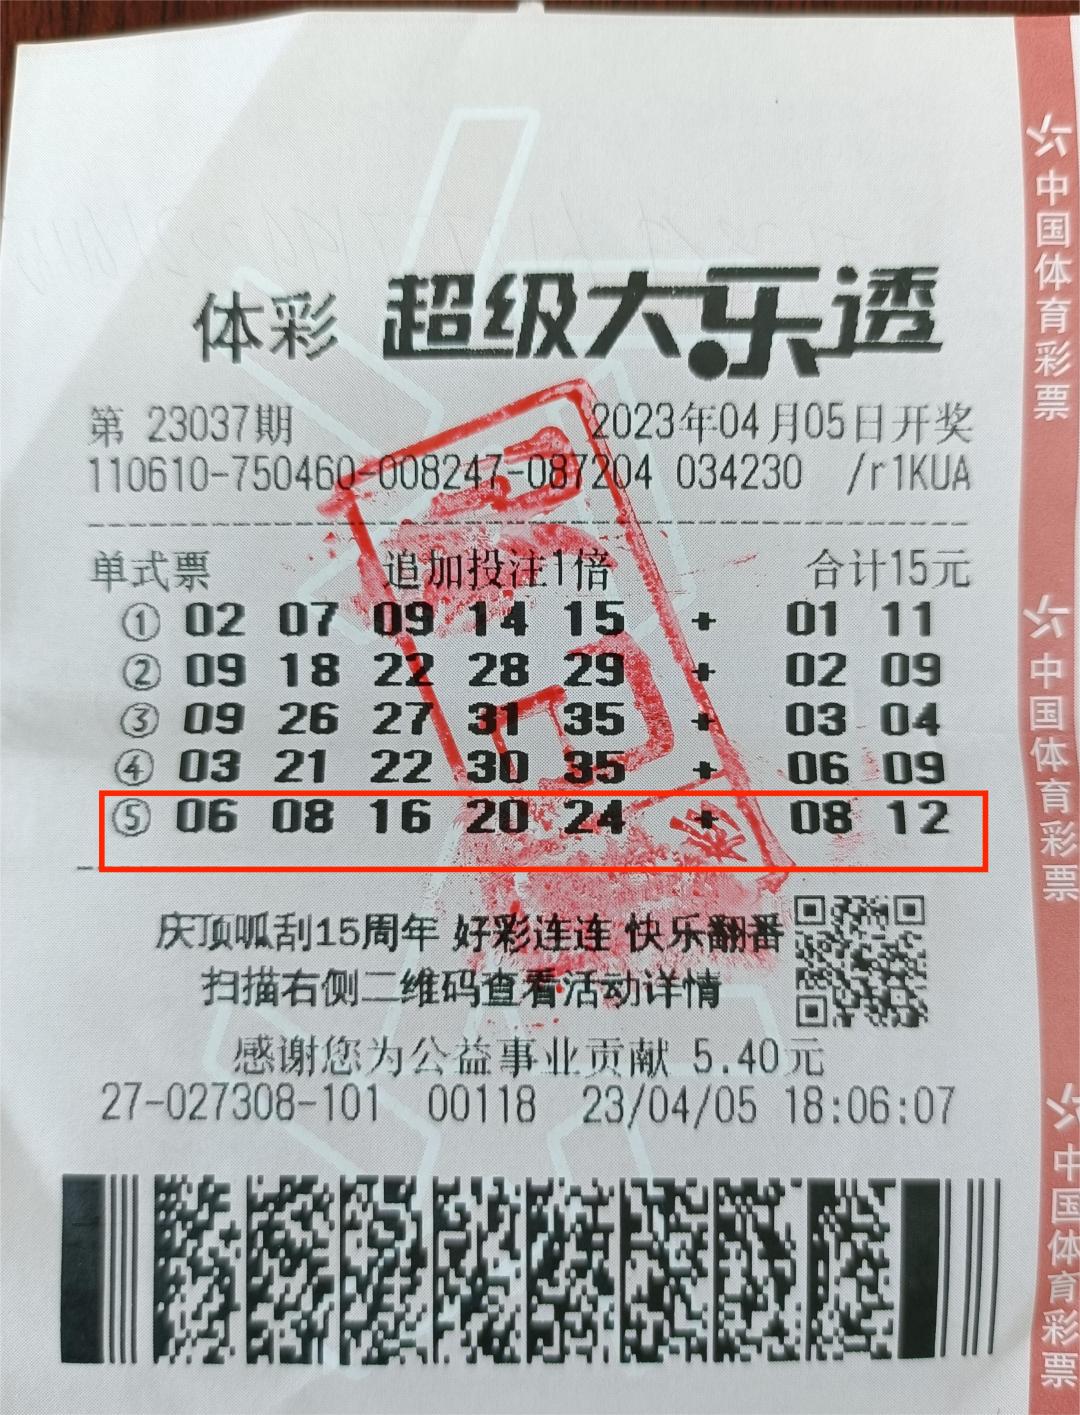 体彩 超级大乐透
第 23037期 2023年04月05日开奖
110610-750460-008247-087204 034230 /r1KUA
单式票 追加投注1倍 合计15元
① 02 07 09 14 15 + 01 11
② 09 18 22 28 29 + 02 09
③ 09 26 27 31 35 + 03 04
④ 03 21 22 30 35 + 06 09
⑤ 06 08 16 20 24 + 08 12
庆顶呱刮15周年 好彩连连 快乐翻番
扫描右侧二维码查看活动详情
感谢您为公益事业贡献 5.40元
27-027308-101 00118 23/04/05 18:06:07
中国体育彩票
中国体育彩票
中国体育彩票